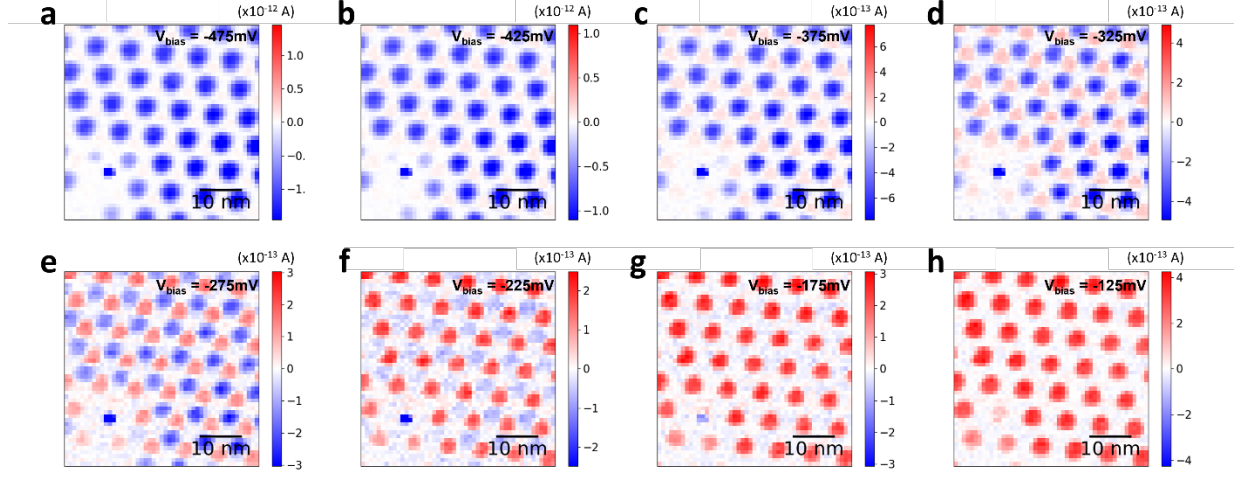 a
(x10-12 A)
Vbias = -475mV
1.5
1.0
0.5
0.0
−0.
−1.
10 nm
b
(x10-12 A)
Vbias = -425mV
1.0
0.5
0.0
−0.5
−1.0
10 nm
c
(x10-13 A)
Vbias = -375mV
6
4
2
0
−2
−4
−6
10 nm
d
(x10-13 A)
Vbias = -325mV
4
2
0
−2
−4
10 nm
e
(x10-13 A)
Vbias = -275mV
3
2
1
0
−1
−2
−3
10 nm
f
(x10-13 A)
Vbias = -225mV
2
1
0
−1
−2
10 nm
g
(x10-13 A)
Vbias = -175mV
3
2
1
0
−1
−2
−3
10 nm
h
(x10-13 A)
Vbias = -125mV
4
2
0
−2
−4
10 nm